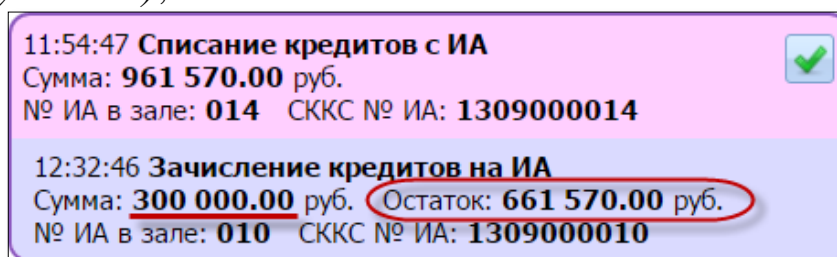 11:54:47 Списание кредитов с ИА
Сумма: 961 570.00 руб.
№ ИА в зале: 014 СККС № ИА: 1309000014
12:32:46 Зачисление кредитов на ИА
Сумма: 300 000.00 руб. Остаток: 661 570.00 руб.
№ ИА в зале: 010 СККС № ИА: 1309000010